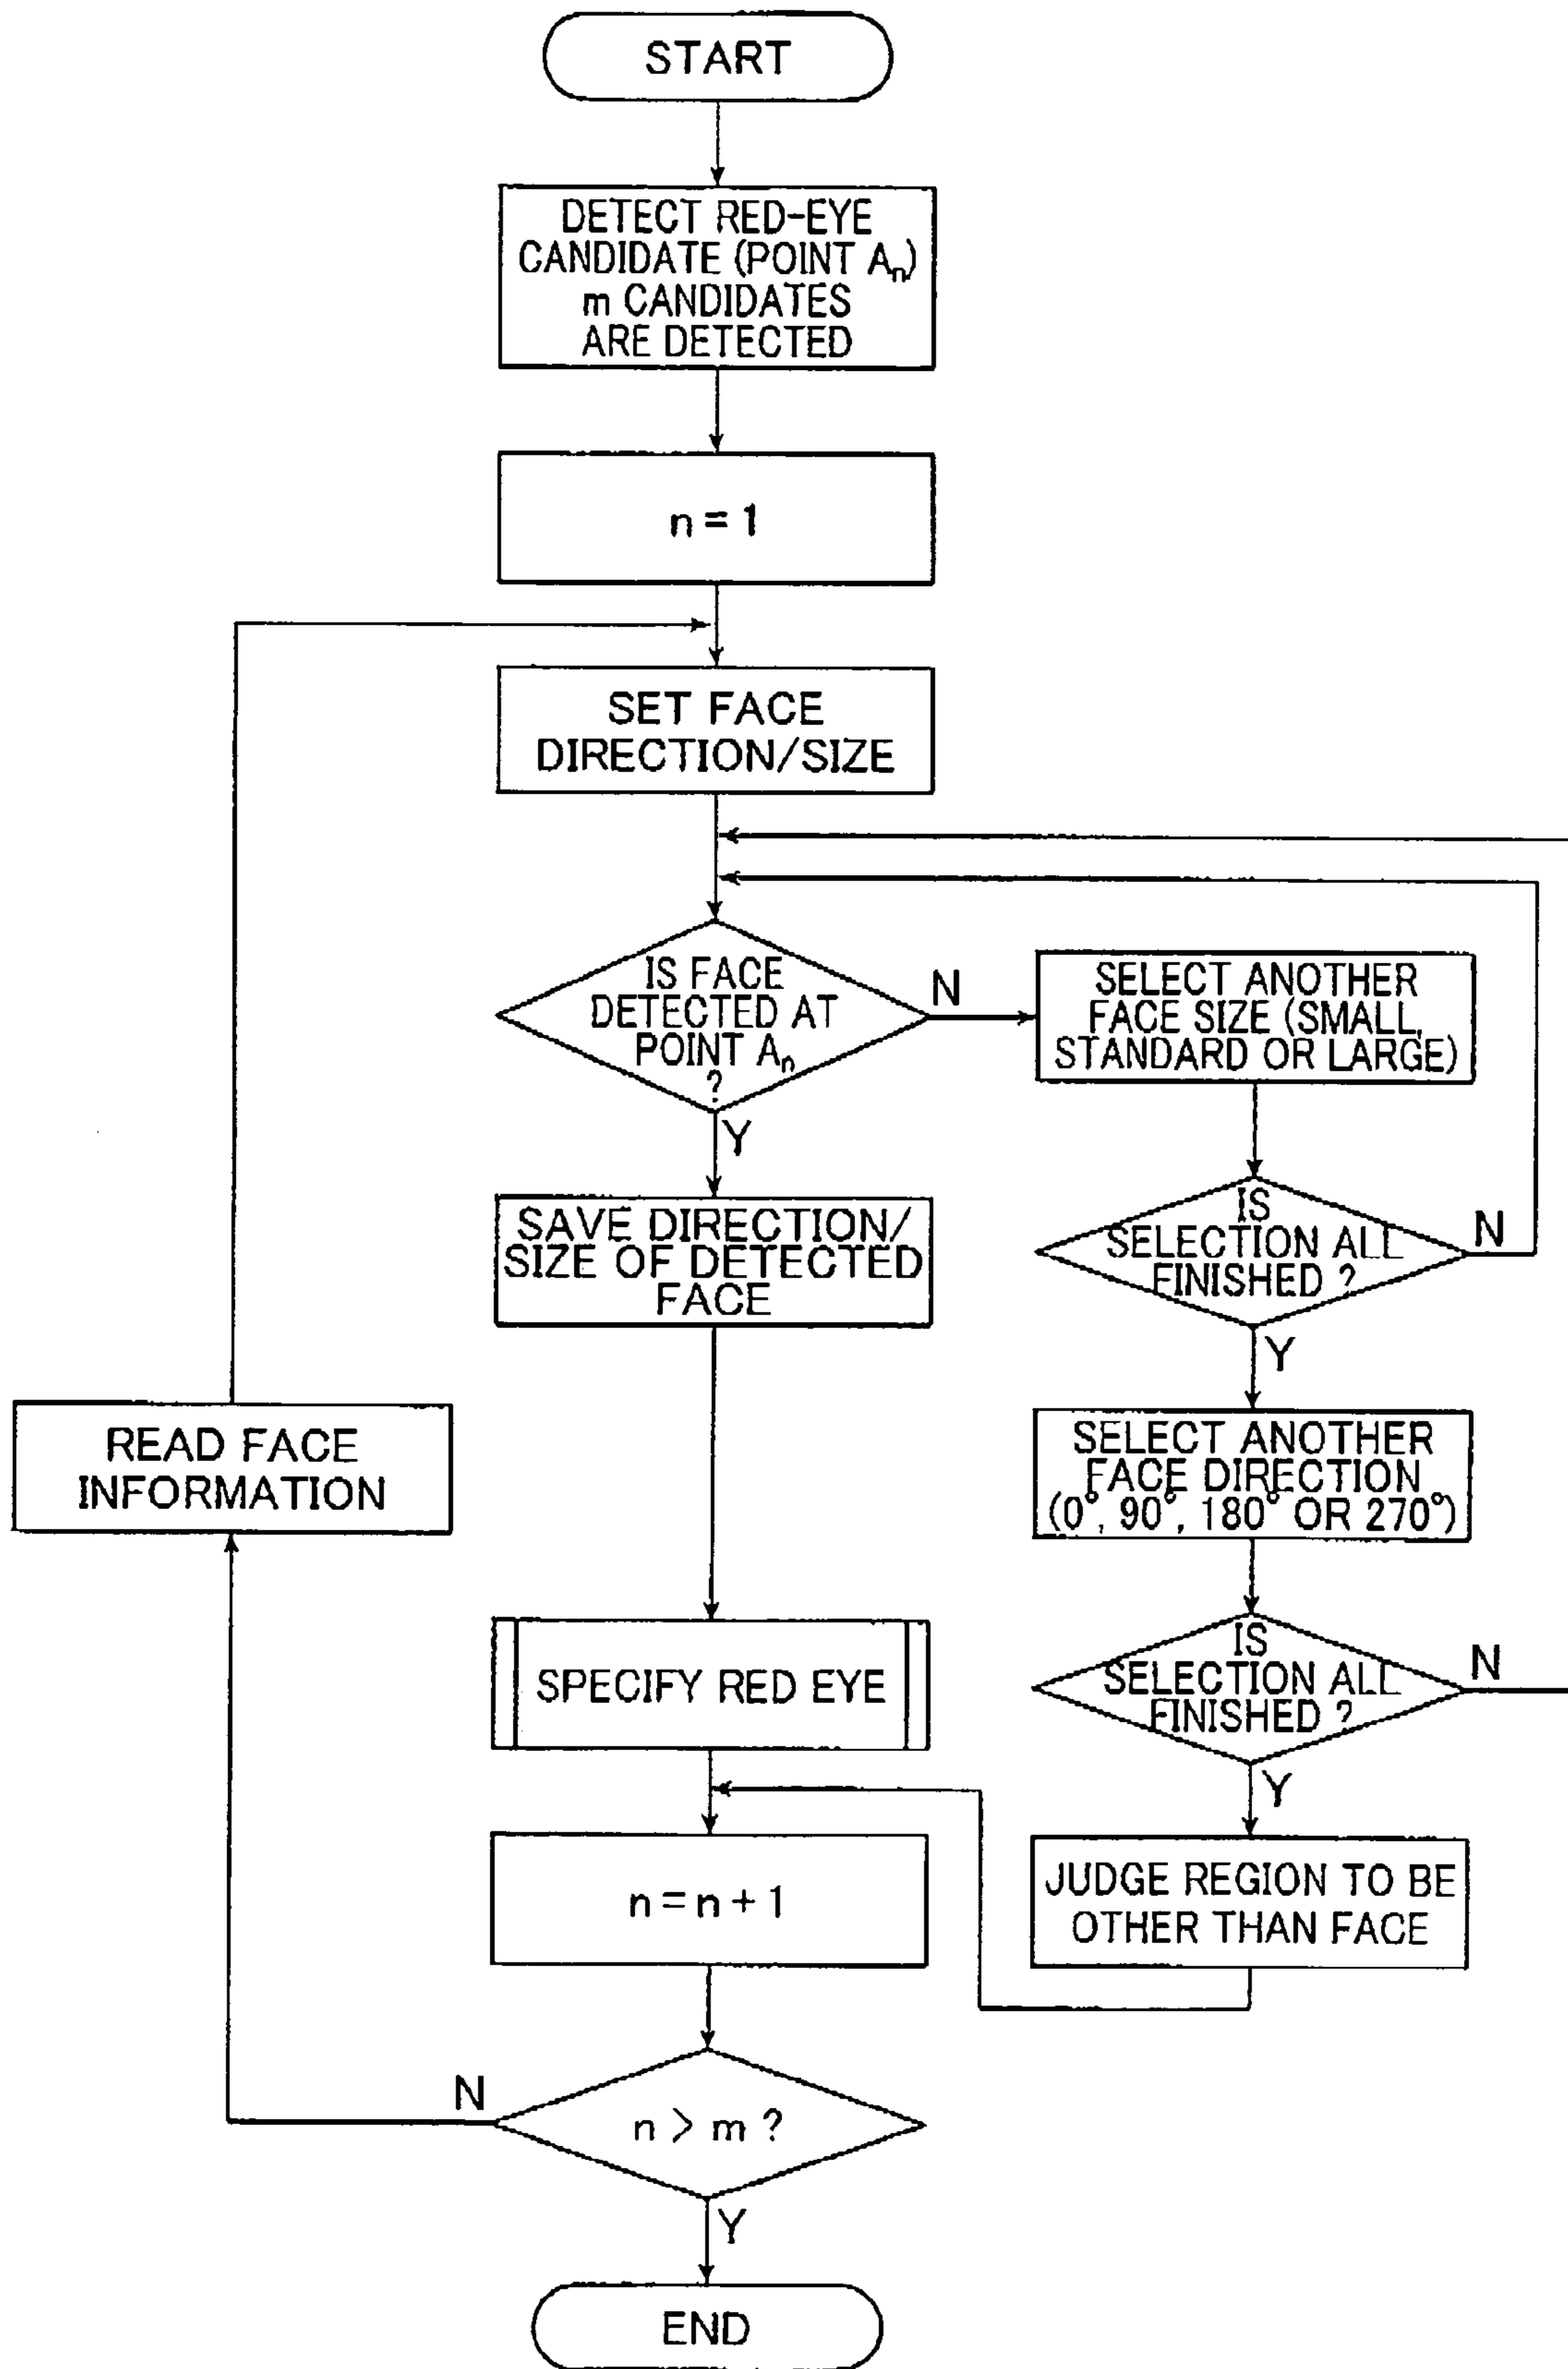 START
DETECT RED-EYE
CANDIDATE (POINT Aₙ)
m CANDIDATES
ARE DETECTED
n = 1
SET FACE
DIRECTION/SIZE
IS FACE
DETECTED AT
POINT Aₙ
?
N
Y
SELECT ANOTHER
FACE SIZE (SMALL,
STANDARD OR LARGE)
IS
SELECTION ALL
FINISHED ?
N
Y
SAVE DIRECTION/
SIZE OF DETECTED
FACE
SELECT ANOTHER
FACE DIRECTION
(0°, 90°, 180° OR 270°)
READ FACE
INFORMATION
IS
SELECTION ALL
FINISHED ?
N
Y
SPECIFY RED EYE
JUDGE REGION TO BE
OTHER THAN FACE
n = n + 1
n > m ?
N
Y
END